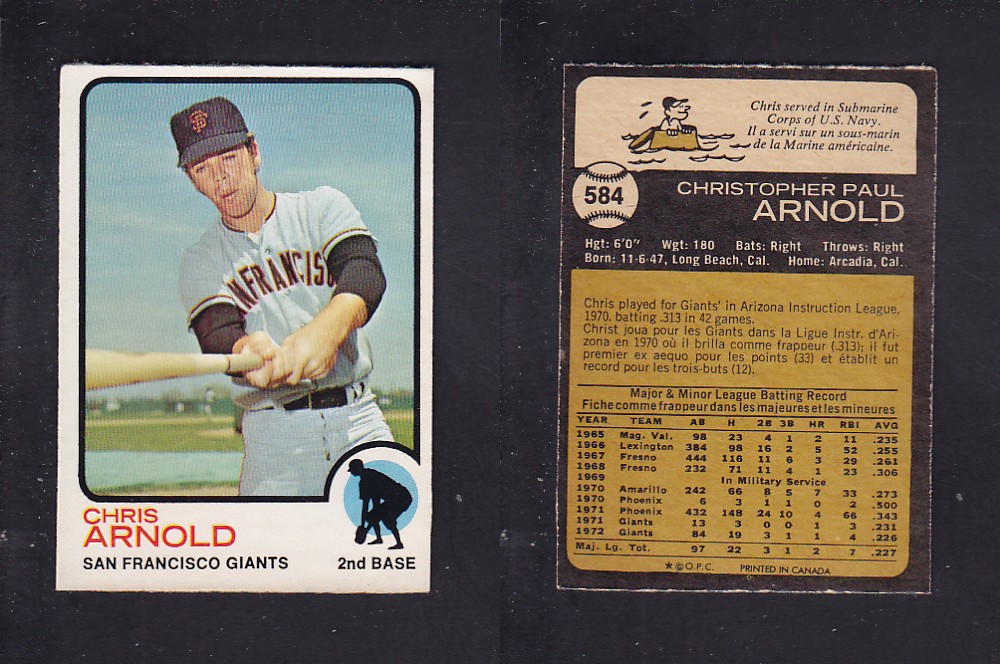 SF
SAN FRANCISCO
CHRIS
ARNOLD
SAN FRANCISCO GIANTS
2nd BASE
Chris served in Submarine
Corps of U.S. Navy.
Il a servi sur un sous-marin
de la Marine américaine.
584
CHRISTOPHER PAUL
ARNOLD
Hgt: 6'0" Wgt: 180 Bats: Right Throws: Right
Born: 11-6-47, Long Beach, Cal. Home: Arcadia, Cal.
Chris played for Giants' in Arizona Instruction League,
1970, batting .313 in 42 games.
Christ joua pour les Giants dans la Ligue Instr. d'Ari-
zona en 1970 où il brilla comme frappeur (.313); il fut
premier ex aequo pour les points (33) et établit un
record pour les trois-buts (12).
Major & Minor League Batting Record
Fiche comme frappeur dans les majeures et les mineures
YEAR TEAM AB H 2B 3B HR RBI AVG
1965 Mag. Val. 98 23 4 1 2 11 .235
1966 Lexington 384 98 16 2 5 52 .255
1967 Fresno 444 116 11 6 3 29 .261
1968 Fresno 232 71 11 4 1 23 .306
1969 In Military Service
1970 Amarillo 242 66 8 5 7 33 .273
1970 Phoenix 6 3 1 1 0 2 .500
1971 Phoenix 432 148 24 10 4 66 .343
1971 Giants 13 3 0 0 1 3 .231
1972 Giants 84 19 3 1 1 4 .226
Maj. Lg. Tot. 97 22 3 1 2 7 .227
★ © O.P.C. PRINTED IN CANADA